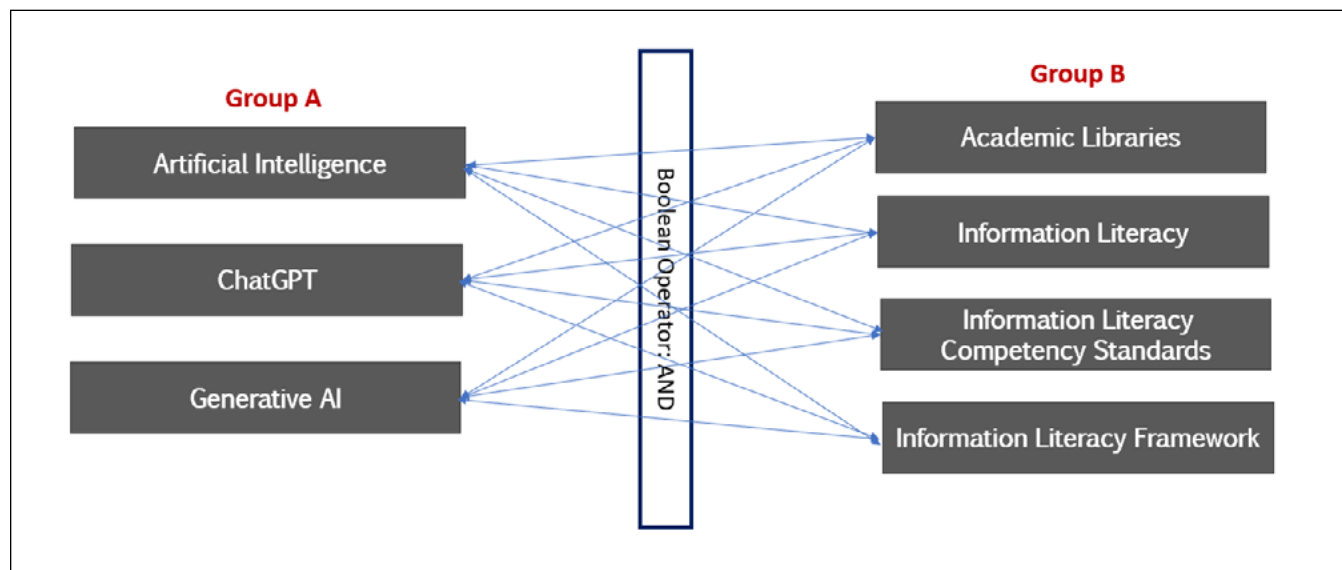 Group A
Artificial Intelligence
ChatGPT
Generative AI
Boolean Operator: AND
Group B
Academic Libraries
Information Literacy
Information Literacy
Competency Standards
Information Literacy Framework